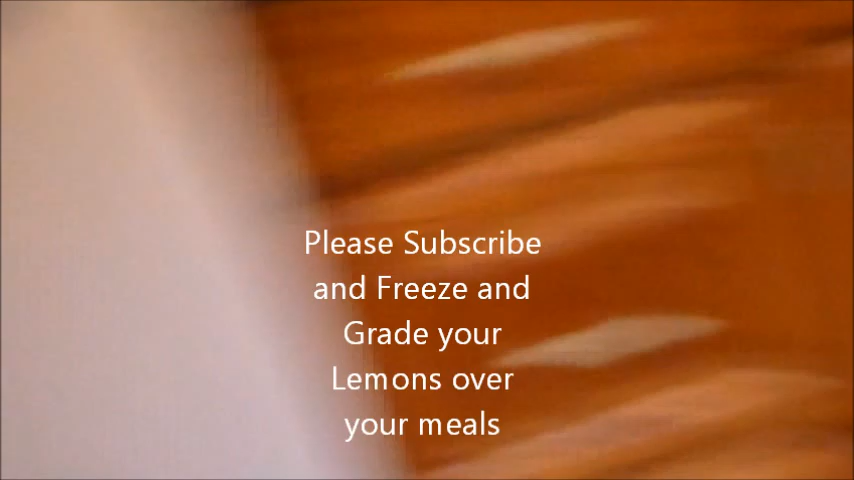 Please Subscribe
and Freeze and
Grade your
Lemons over
your meals